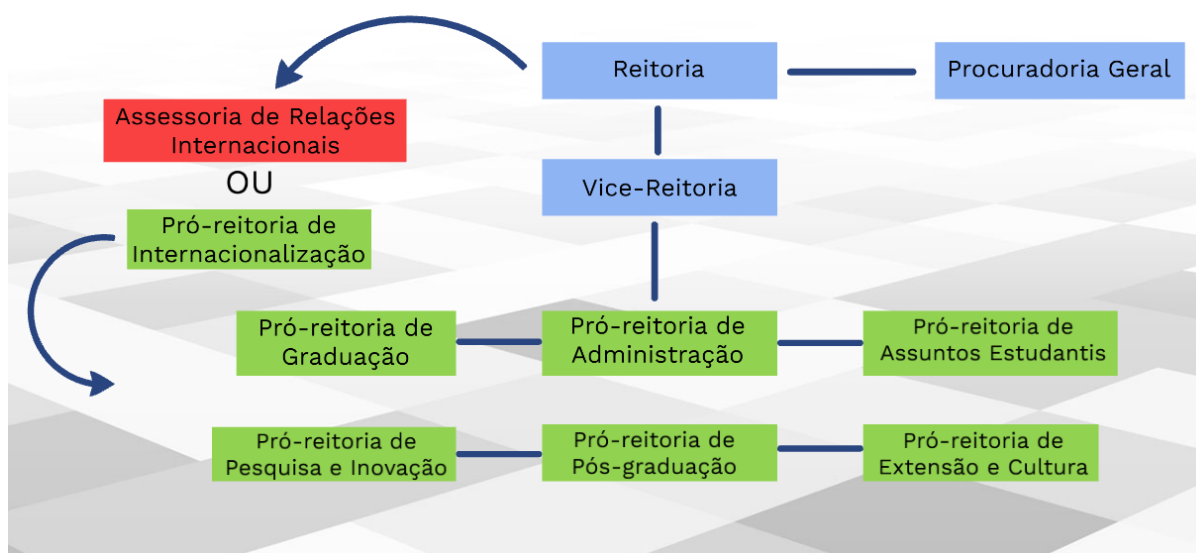 Reitoria
Procuradoria Geral
Assessoria de Relações
Internacionais
OU
Vice-Reitoria
Pró-reitoria de
Internacionalização
Pró-reitoria de
Graduação
Pró-reitoria de
Administração
Pró-reitoria de
Assuntos Estudantis
Pró-reitoria de
Pesquisa e Inovação
Pró-reitoria de
Pós-graduação
Pró-reitoria de
Extensão e Cultura